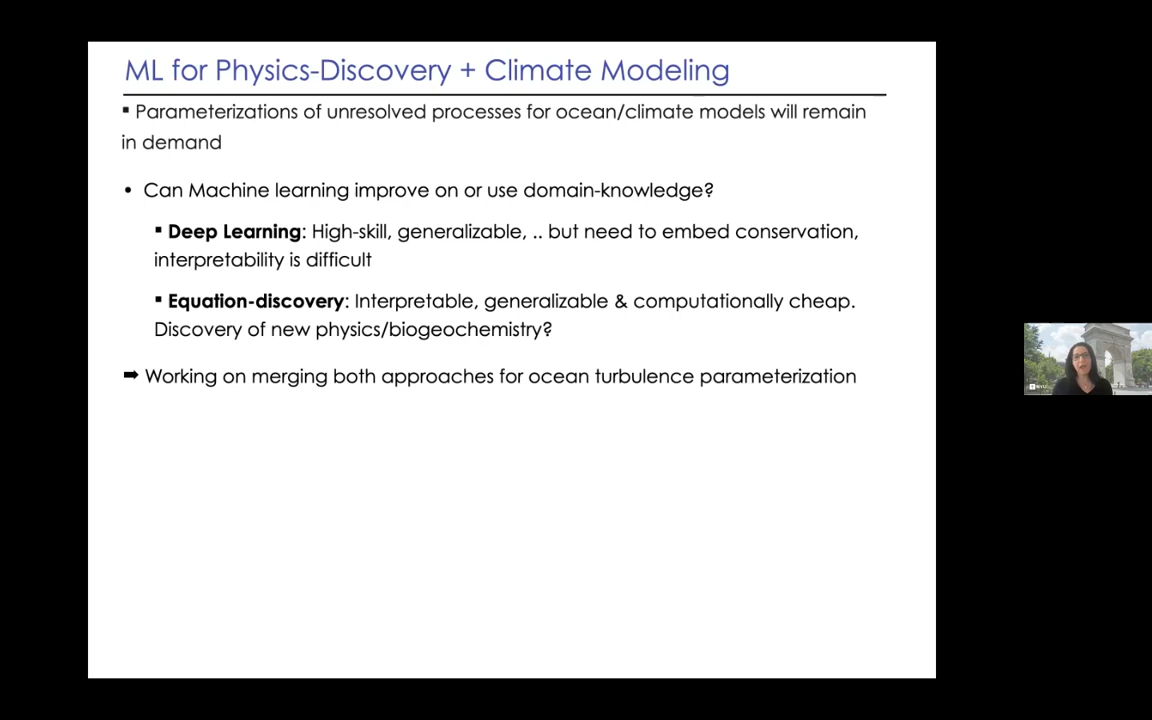 ML for Physics-Discovery + Climate Modeling
▪ Parameterizations of unresolved processes for ocean/climate models will remain
in demand
• Can Machine learning improve on or use domain-knowledge?
▪ Deep Learning: High-skill, generalizable, .. but need to embed conservation,
interpretability is difficult
▪ Equation-discovery: Interpretable, generalizable & computationally cheap.
Discovery of new physics/biogeochemistry?
➡ Working on merging both approaches for ocean turbulence parameterization
NYU